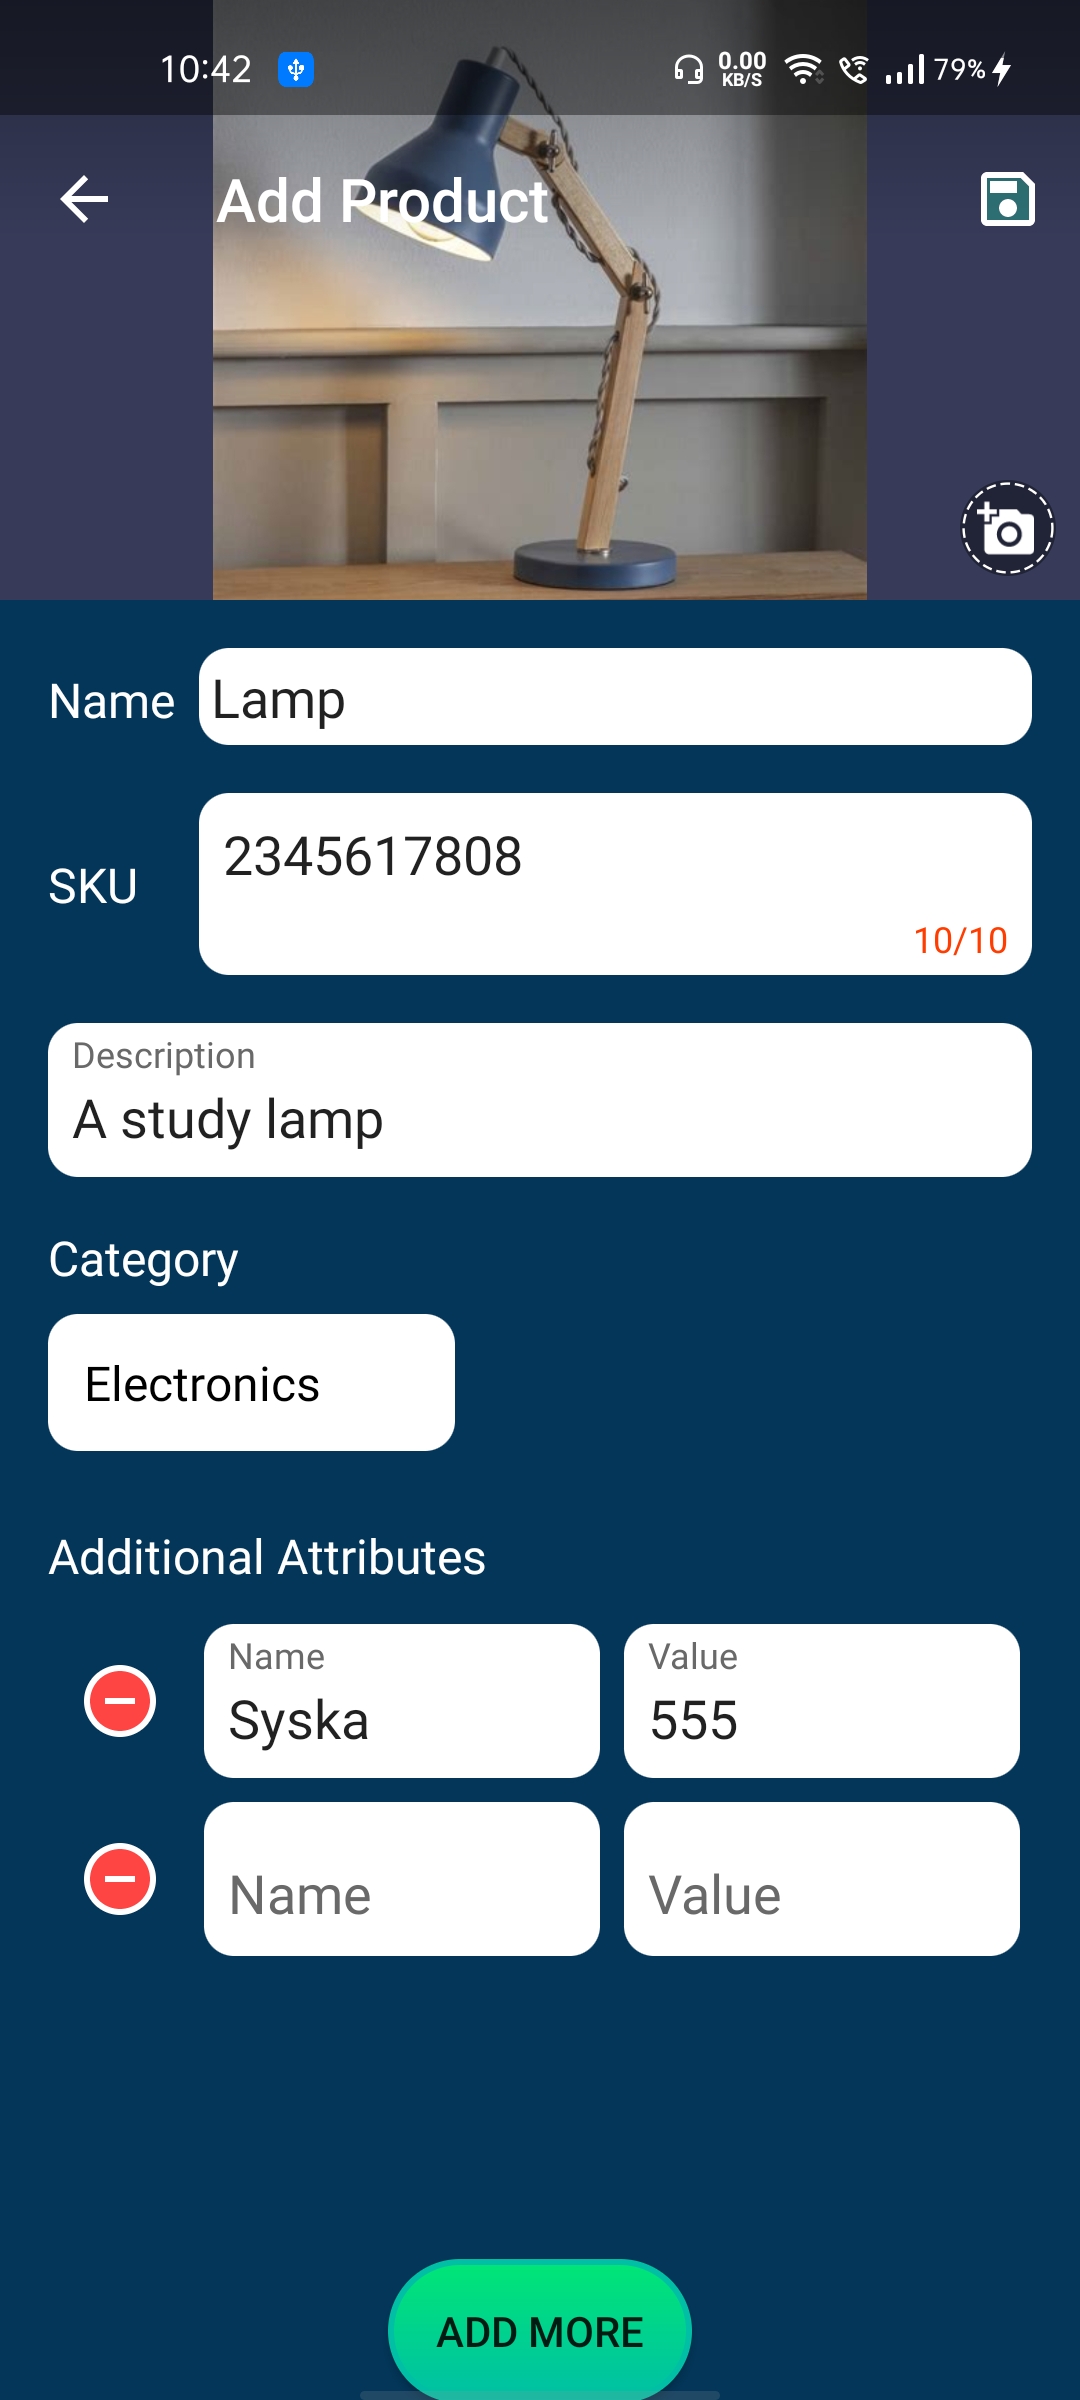 10:42 0.00 KB/S 79%
Add Product
Name Lamp
SKU 2345617808
10/10
Description
A study lamp
Category
Electronics
Additional Attributes
Name Value
Syska 555
Name Value
ADD MORE